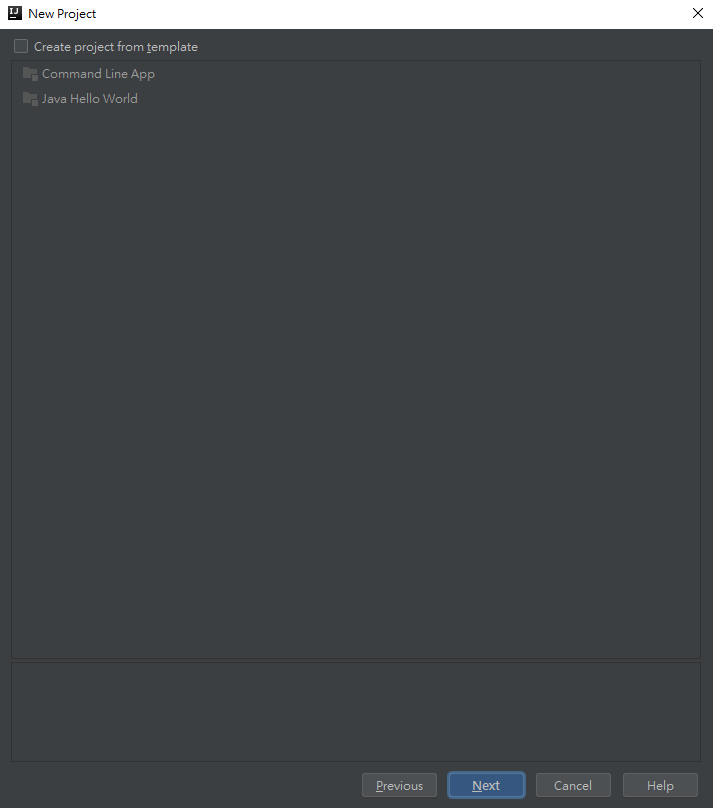 IJ
New Project
Create project from template
Command Line App
Java Hello World
Previous Next Cancel Help